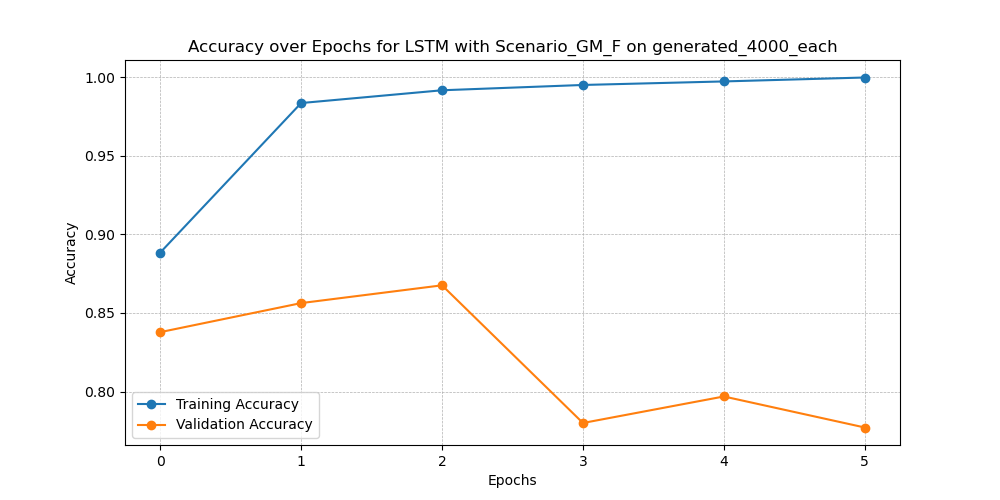 Accuracy over Epochs for LSTM with Scenario_GM_F on generated_4000_each
Accuracy
1.00
0.95
0.90
0.85
0.80
Training Accuracy
Validation Accuracy
0 1 2 3 4 5
Epochs